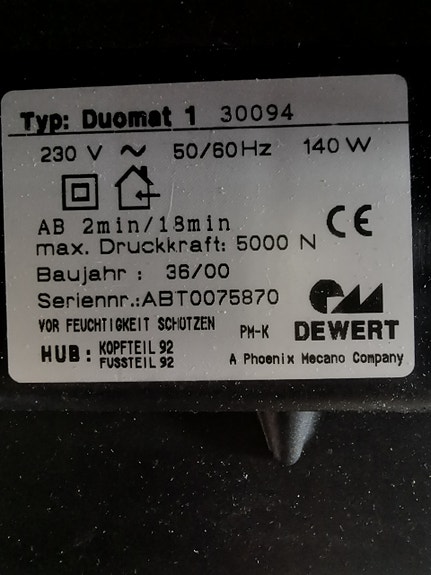 Typ: Duomat 1 30094
230 V ~ 50/60Hz 140 W
AB 2min/18min
CE
max. Druckkraft: 5000 N
Baujahr : 36/00
Seriennr.:ABT0075870
VOR FEUCHTIGKEIT SCHÜTZEN PM-K DEWERT
HUB: KOPFTEIL 92
FUSSTEIL 92
A Phoenix Mecano Company